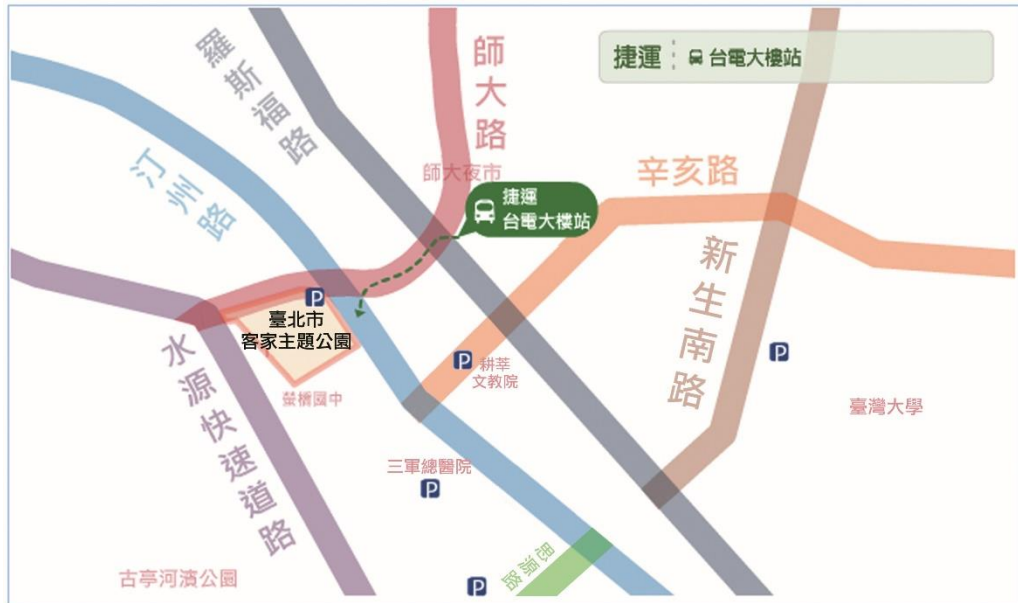 捷運 台電大樓站
羅斯福路
師大路
師大夜市
辛亥路
汀州路
捷運
台電大樓站
新生南路
P
臺北市
客家主題公園
水源快速道路
P
耕莘
文教院
P
螢橋國中
臺灣大學
三軍總醫院
P
思源路
古亭河濱公園
P